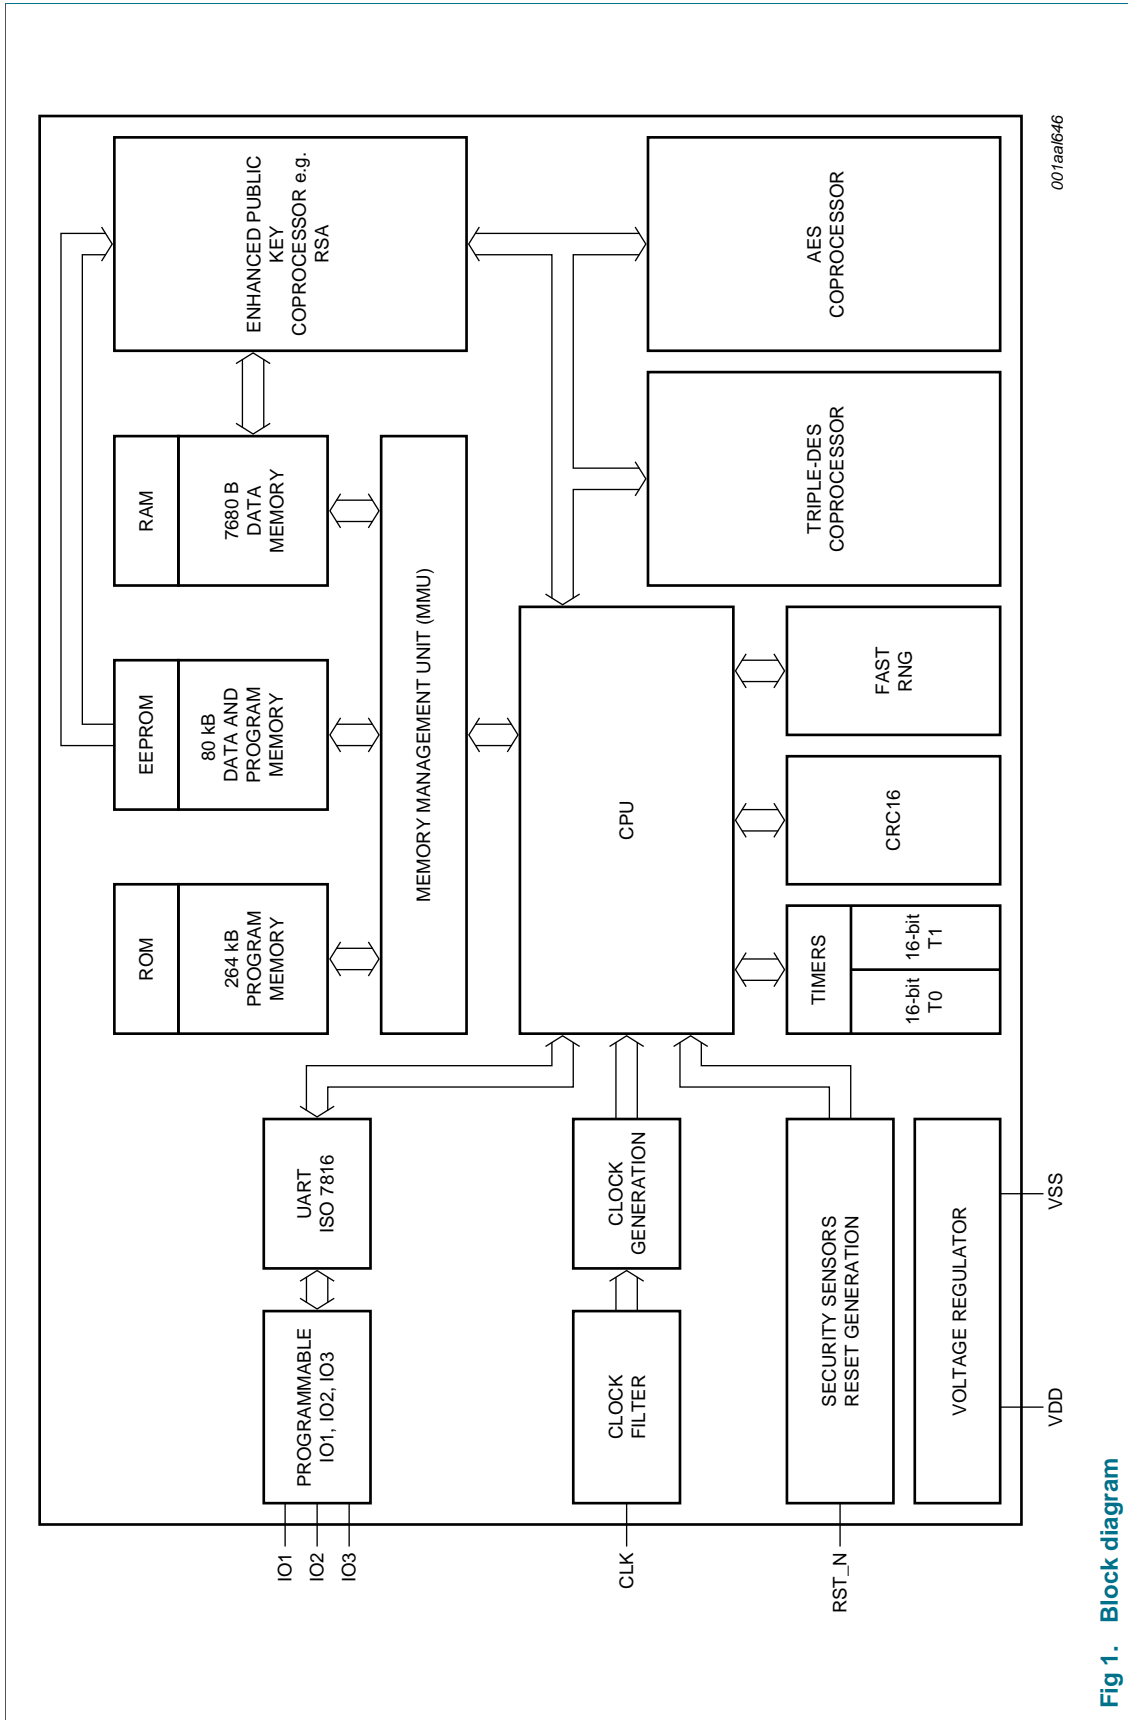 ROM
264 kB
PROGRAM
MEMORY
EEPROM
80 kB
DATA AND
PROGRAM
MEMORY
RAM
7680 B
DATA
MEMORY
ENHANCED PUBLIC
KEY
COPROCESSOR e.g.
RSA
IO1
IO2
IO3
PROGRAMMABLE
IO1, IO2, IO3
UART
ISO 7816
MEMORY MANAGEMENT UNIT (MMU)
CLK
CLOCK
FILTER
CLOCK
GENERATION
CPU
TRIPLE-DES
COPROCESSOR
AES
COPROCESSOR
RST_N
SECURITY SENSORS
RESET GENERATION
TIMERS
16-bit
T0
16-bit
T1
CRC16
FAST
RNG
VOLTAGE REGULATOR
VDD
VSS
001aal646
Fig 1. Block diagram